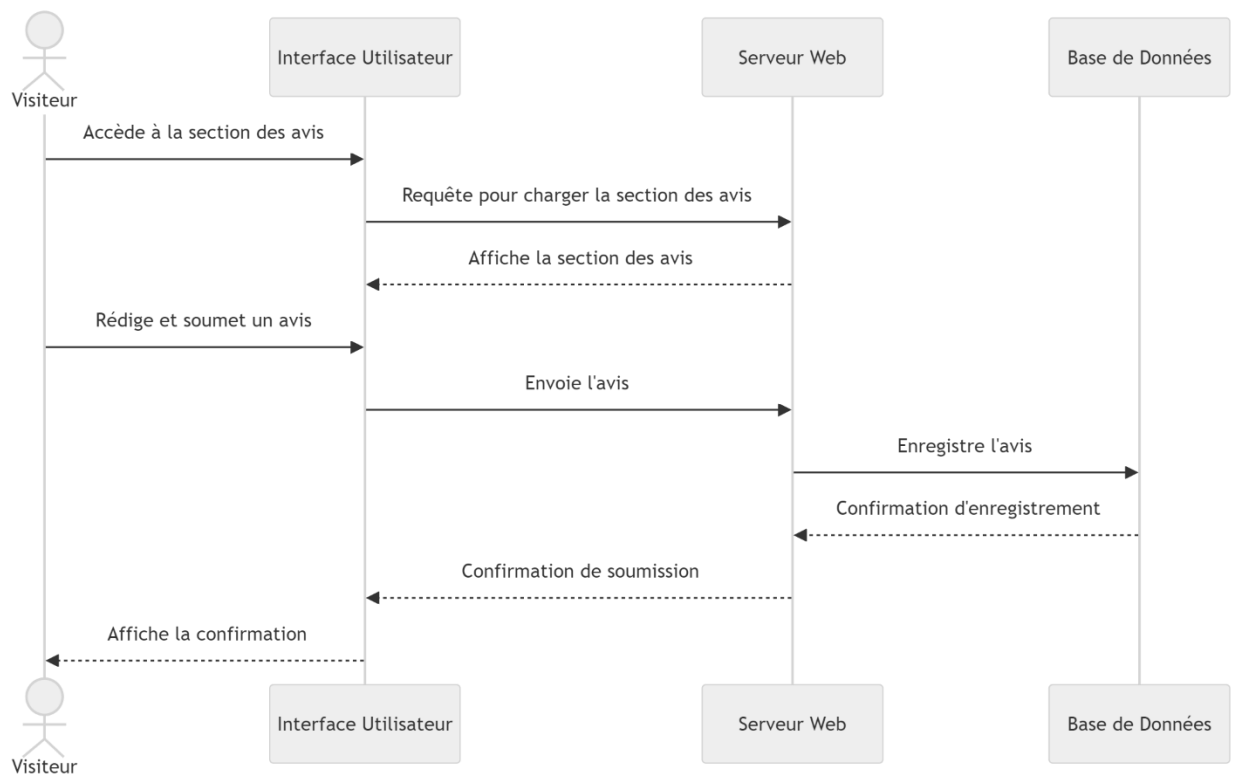 Visiteur
Interface Utilisateur
Serveur Web
Base de Données
Accède à la section des avis
Requête pour charger la section des avis
Affiche la section des avis
Rédige et soumet un avis
Envoie l'avis
Enregistre l'avis
Confirmation d'enregistrement
Confirmation de soumission
Affiche la confirmation
Visiteur
Interface Utilisateur
Serveur Web
Base de Données